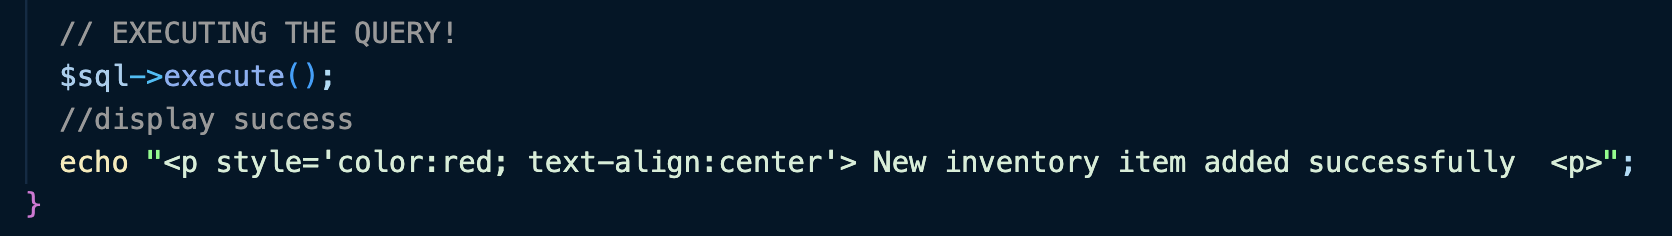 // EXECUTING THE QUERY!
$sql->execute();
//display success
echo "<p style='color:red; text-align:center'> New inventory item added successfully  <p>";
}